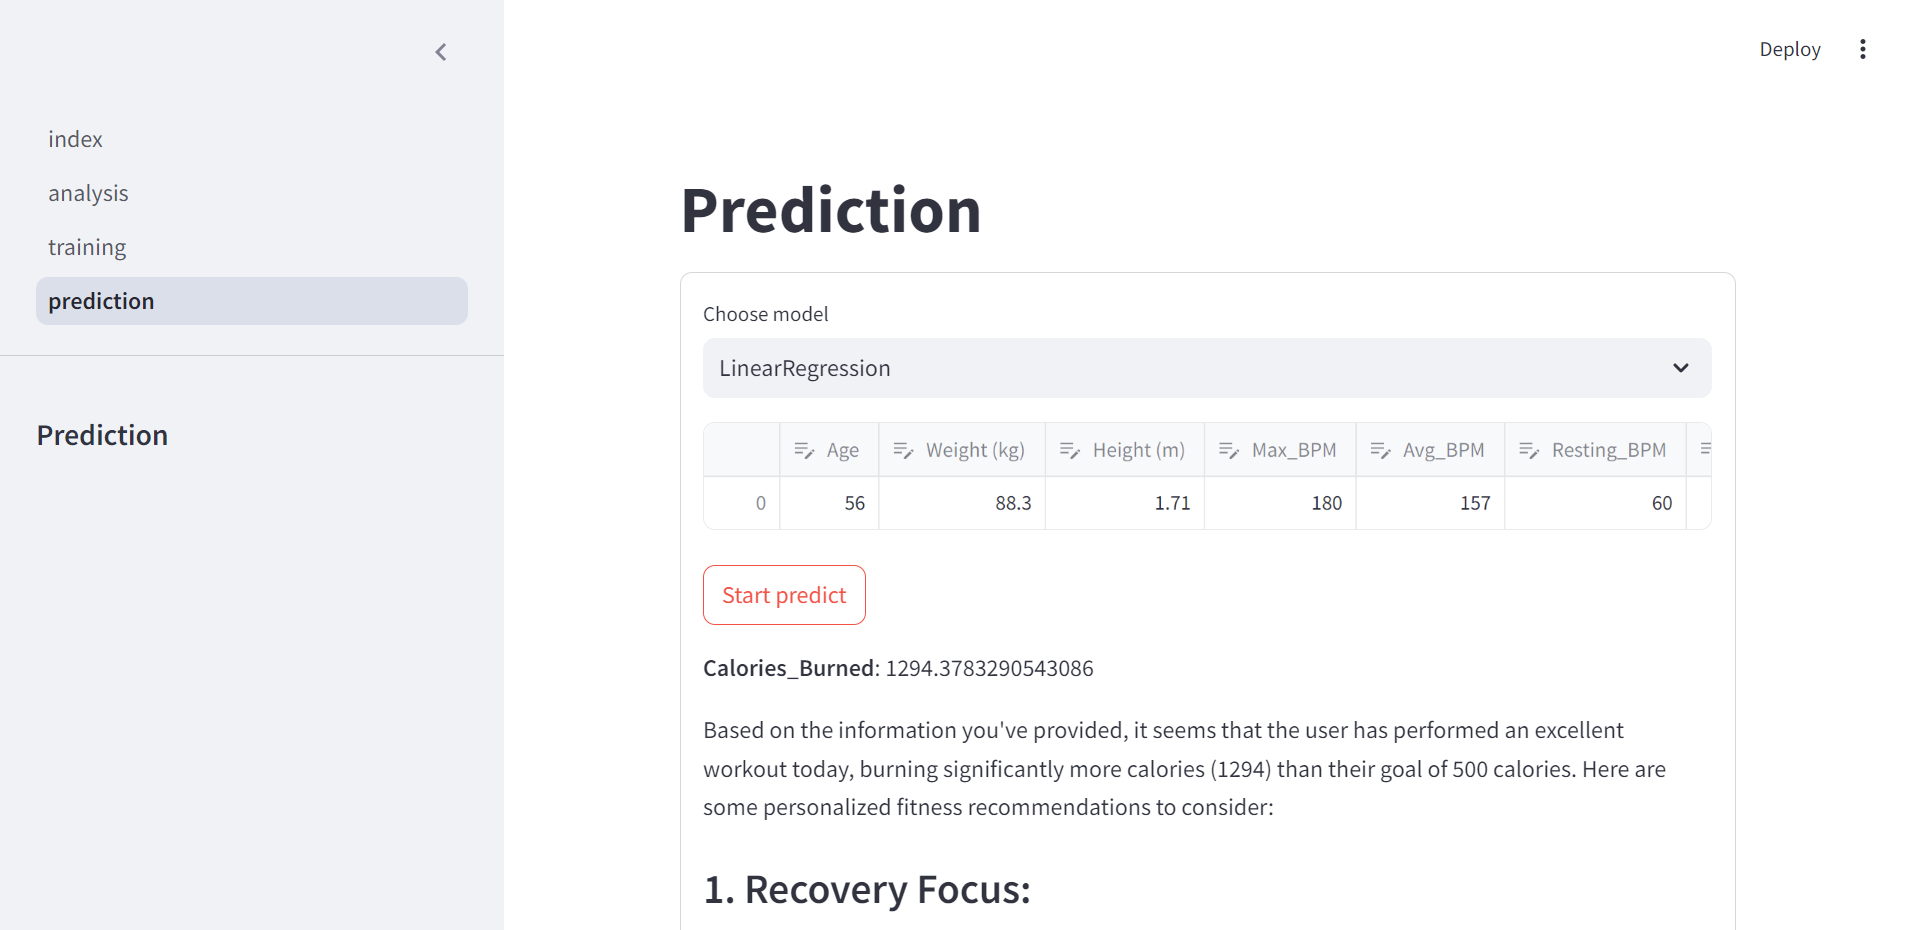 Deploy
index
analysis
training
prediction
Prediction
Prediction
Choose model
LinearRegression
Age Weight (kg) Height (m) Max_BPM Avg_BPM Resting_BPM
0 56 88.3 1.71 180 157 60
Start predict
Calories_Burned: 1294.3783290543086
Based on the information you've provided, it seems that the user has performed an excellent
workout today, burning significantly more calories (1294) than their goal of 500 calories. Here are
some personalized fitness recommendations to consider:
1. Recovery Focus: